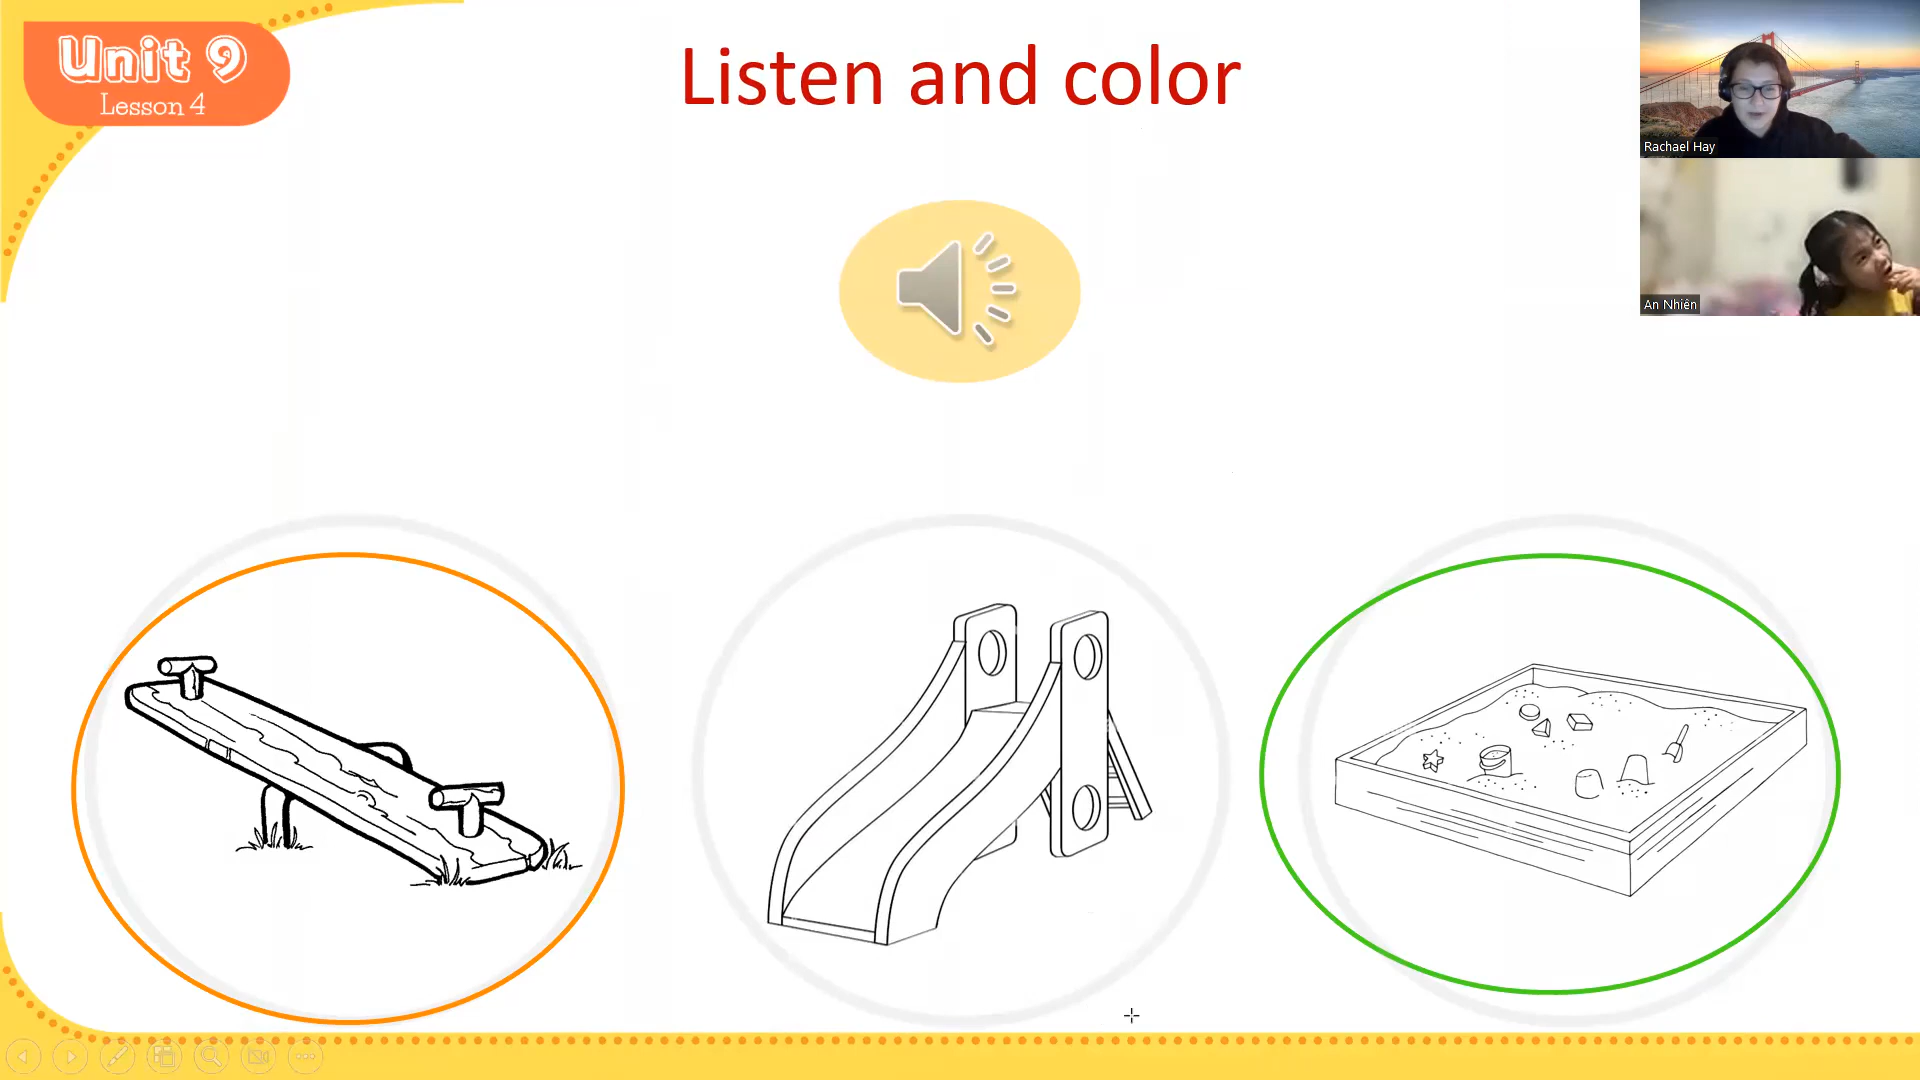 Unit 9
Lesson 4
Listen and color
Rachael Hay
An Nhiên